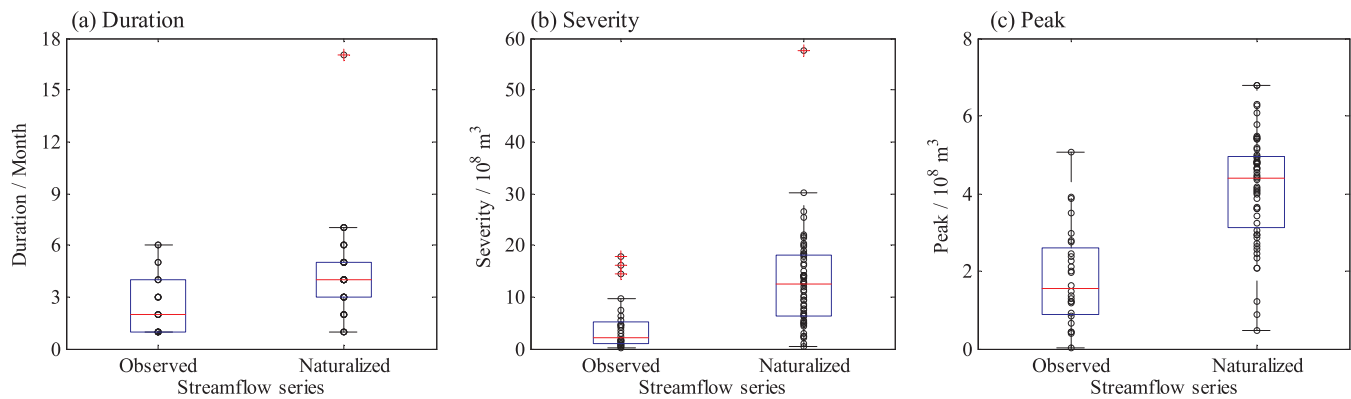 (a) Duration
18
15
12
9
6
3
0
Duration / Month
Observed
Naturalized
Streamflow series
(b) Severity
60
50
40
30
20
10
0
Severity / 10⁸ m³
Observed
Naturalized
Streamflow series
(c) Peak
8
6
4
2
0
Peak / 10⁸ m³
Observed
Naturalized
Streamflow series